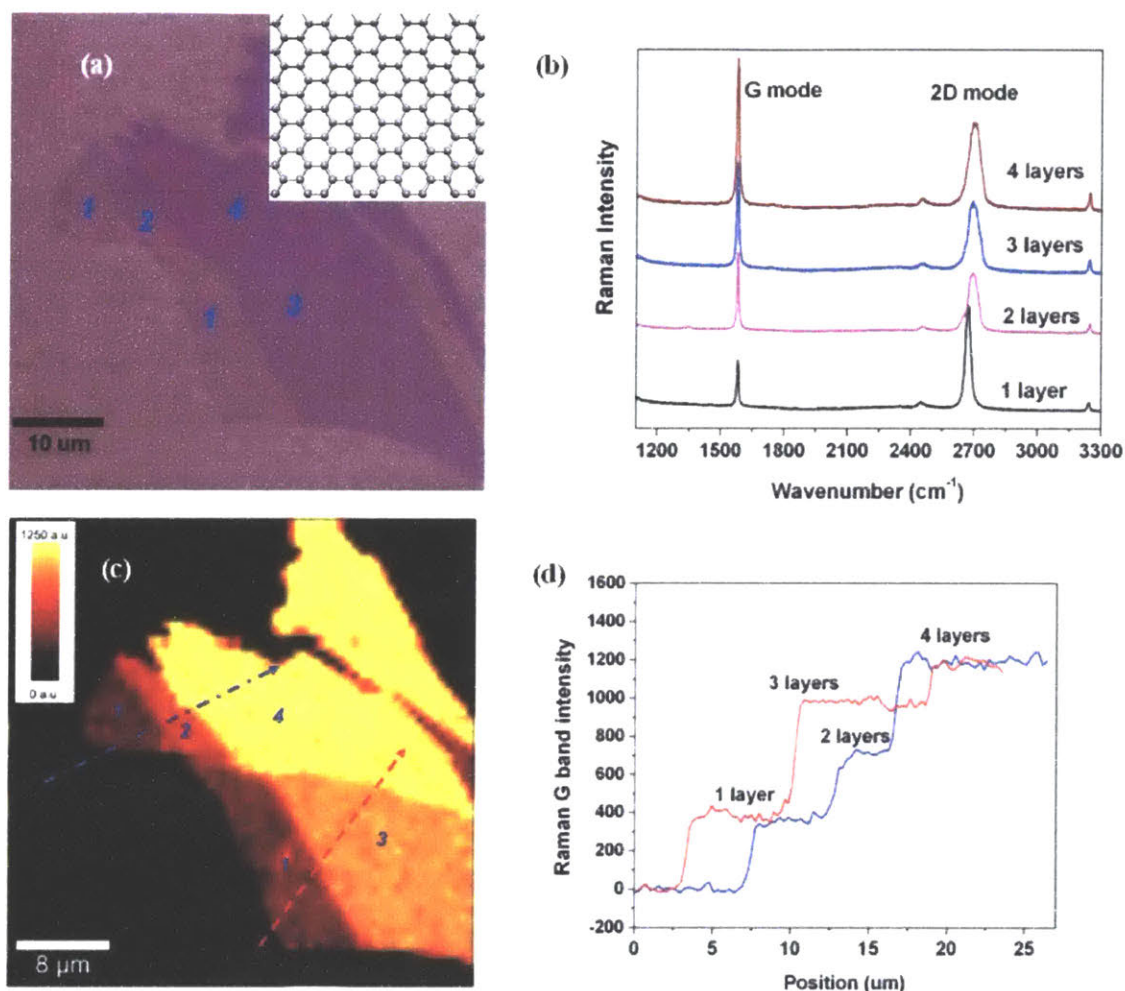 (a)
1
2
4
3
1
10 um
(b)
G mode
2D mode
4 layers
3 layers
2 layers
1 layer
Raman Intensity
1200 1500 1800 2100 2400 2700 3000 3300
Wavenumber (cm⁻¹)
1250 a.u
0 a.u
(c)
1
2
4
3
1
8 µm
(d)
1600
1400
1200
1000
800
600
400
200
0
-200
4 layers
3 layers
2 layers
1 layer
Raman G band intensity
0 5 10 15 20 25
Position (um)